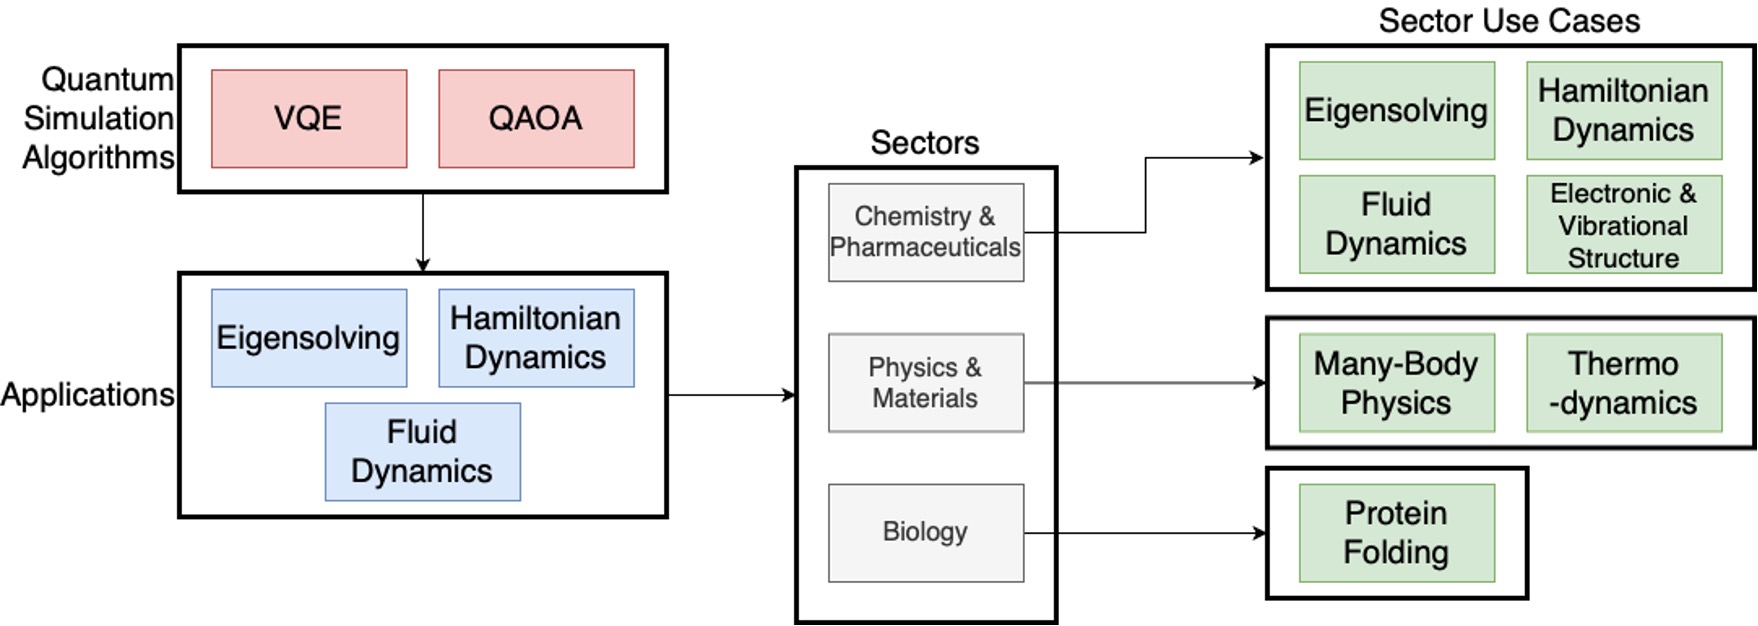 Quantum
Simulation
Algorithms
VQE
QAOA
Applications
Eigensolving
Hamiltonian
Dynamics
Fluid
Dynamics
Sectors
Chemistry &
Pharmaceuticals
Physics &
Materials
Biology
Sector Use Cases
Eigensolving
Hamiltonian
Dynamics
Fluid
Dynamics
Electronic &
Vibrational
Structure
Many-Body
Physics
Thermo
-dynamics
Protein
Folding